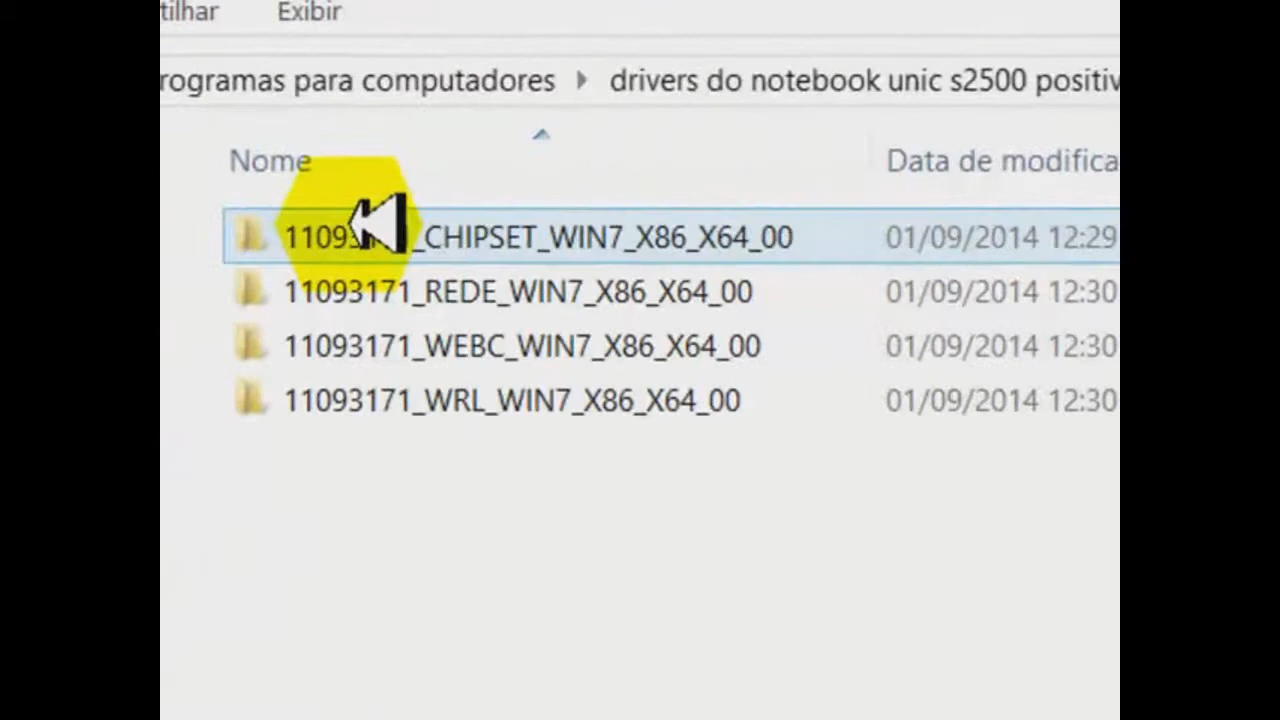 tilhar Exibir
rogramas para computadores drivers do notebook unic s2500 positiv
Nome Data de modifica
1109 _CHIPSET_WIN7_X86_X64_00 01/09/2014 12:29
11093171_REDE_WIN7_X86_X64_00 01/09/2014 12:30
11093171_WEBC_WIN7_X86_X64_00 01/09/2014 12:30
11093171_WRL_WIN7_X86_X64_00 01/09/2014 12:30